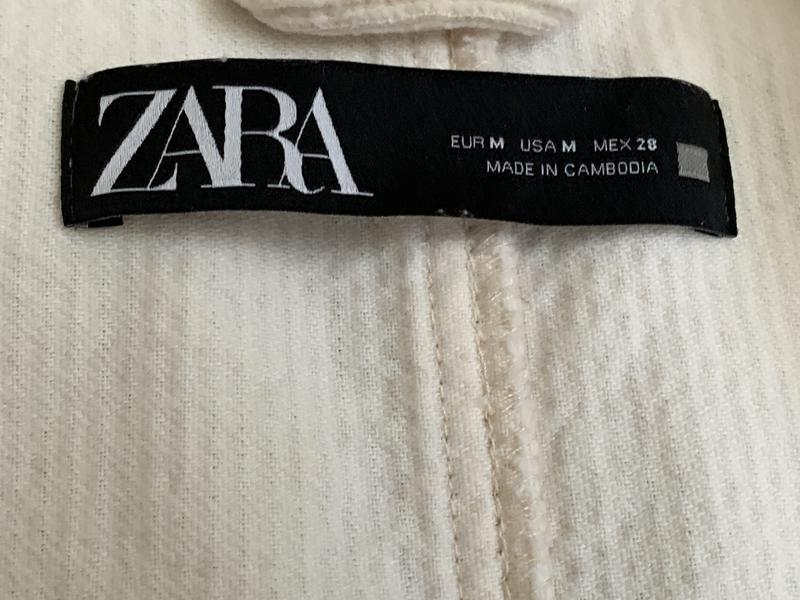 ZARA
EUR M USA M MEX 28
MADE IN CAMBODIA